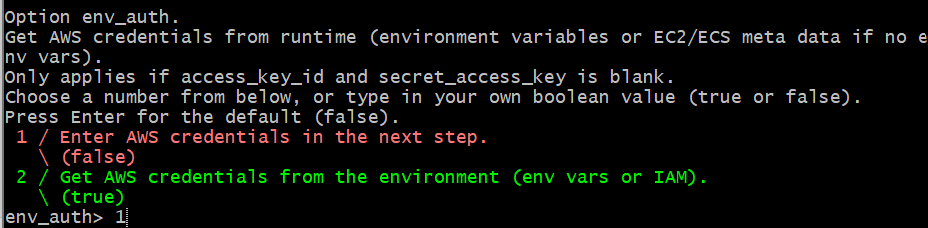 Option env_auth.
Get AWS credentials from runtime (environment variables or EC2/ECS meta data if no e
nv vars).
Only applies if access_key_id and secret_access_key is blank.
Choose a number from below, or type in your own boolean value (true or false).
Press Enter for the default (false).
 1 / Enter AWS credentials in the next step.
   \ (false)
 2 / Get AWS credentials from the environment (env vars or IAM).
   \ (true)
env_auth> 1